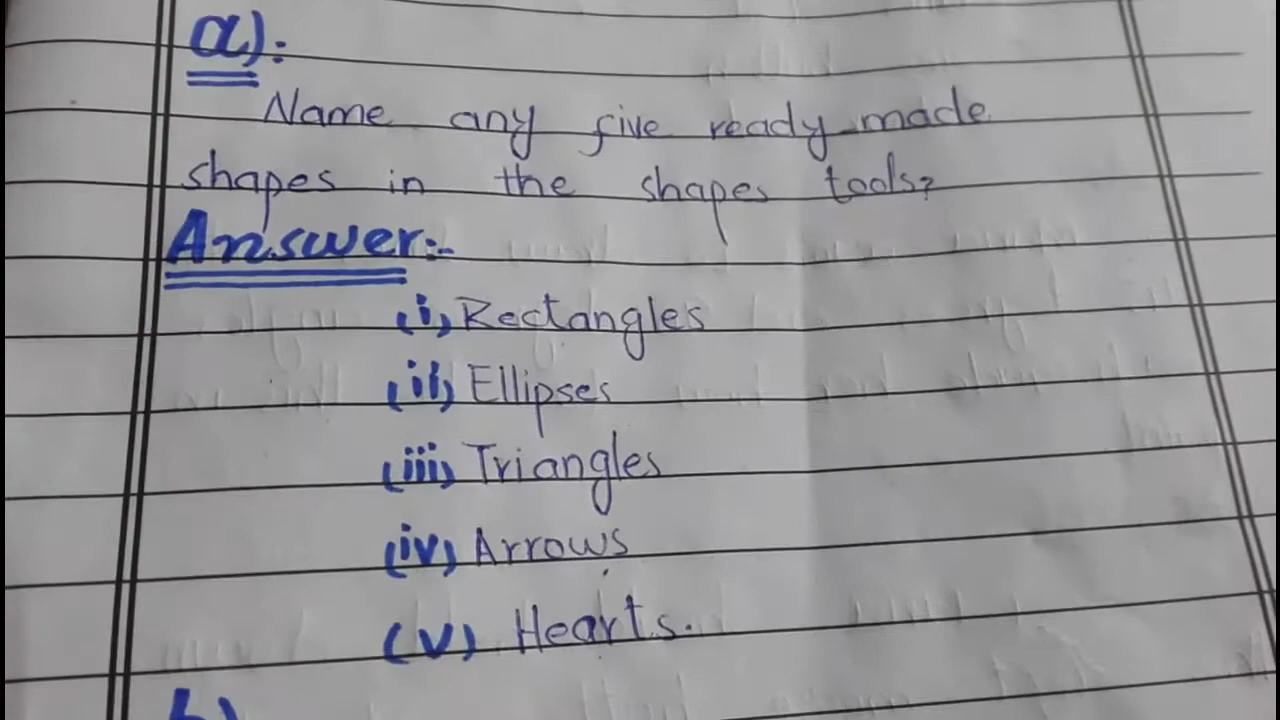 a):
Name any five ready made
shapes in the shapes tools?
Answer:-
(i) Rectangles
(ii) Ellipses
(iii) Triangles
(iv) Arrows
(v) Hearts.
b)